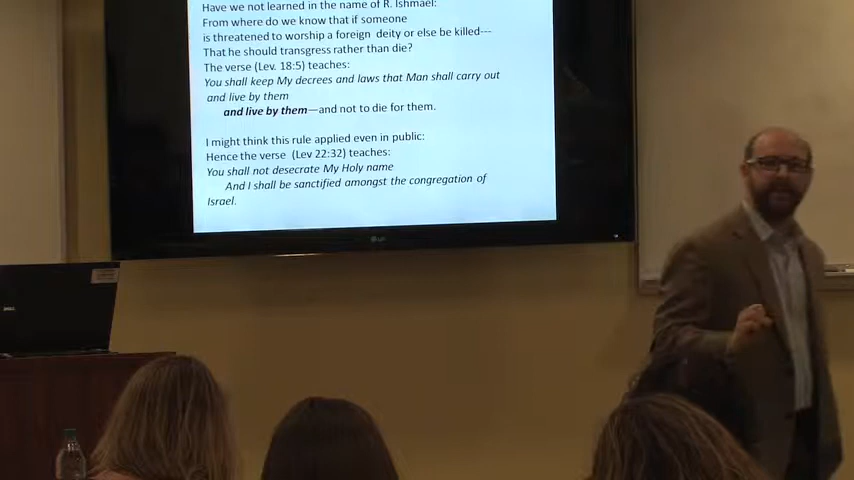 Have we not learned in the name of R. Ishmael:
From where do we know that if someone
is threatened to worship a foreign deity or else be killed---
That he should transgress rather than die?
The verse (Lev. 18:5) teaches:
You shall keep My decrees and laws that Man shall carry out
and live by them
and live by them—and not to die for them.
I might think this rule applied even in public:
Hence the verse (Lev 22:32) teaches:
You shall not desecrate My Holy name
And I shall be sanctified amongst the congregation of
Israel.
LG
DELL